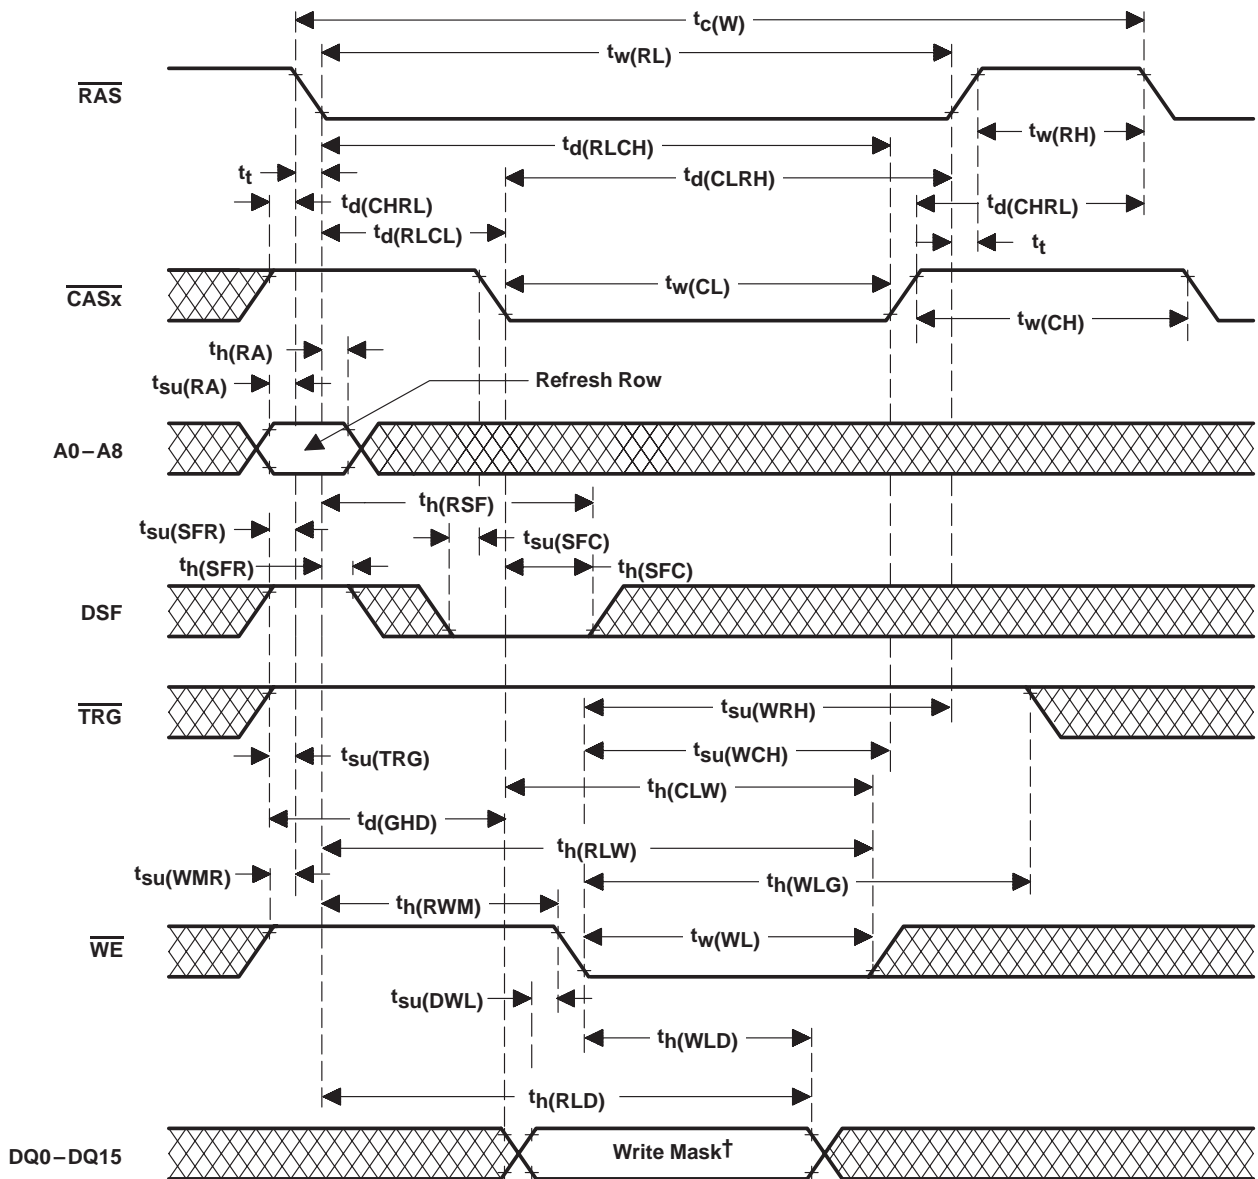 tc(W)
tw(RL)
RAS
tw(RH)
td(RLCH)
tt
td(CLRH)
td(CHRL)
td(CHRL)
td(RLCL)
tt
CASx
tw(CL)
tw(CH)
th(RA)
tsu(RA)
Refresh Row
A0–A8
th(RSF)
tsu(SFR)
tsu(SFC)
th(SFR)
th(SFC)
DSF
TRG
tsu(WRH)
tsu(TRG)
tsu(WCH)
th(CLW)
td(GHD)
th(RLW)
tsu(WMR)
th(WLG)
th(RWM)
WE
tw(WL)
tsu(DWL)
th(WLD)
th(RLD)
DQ0–DQ15
Write Mask†